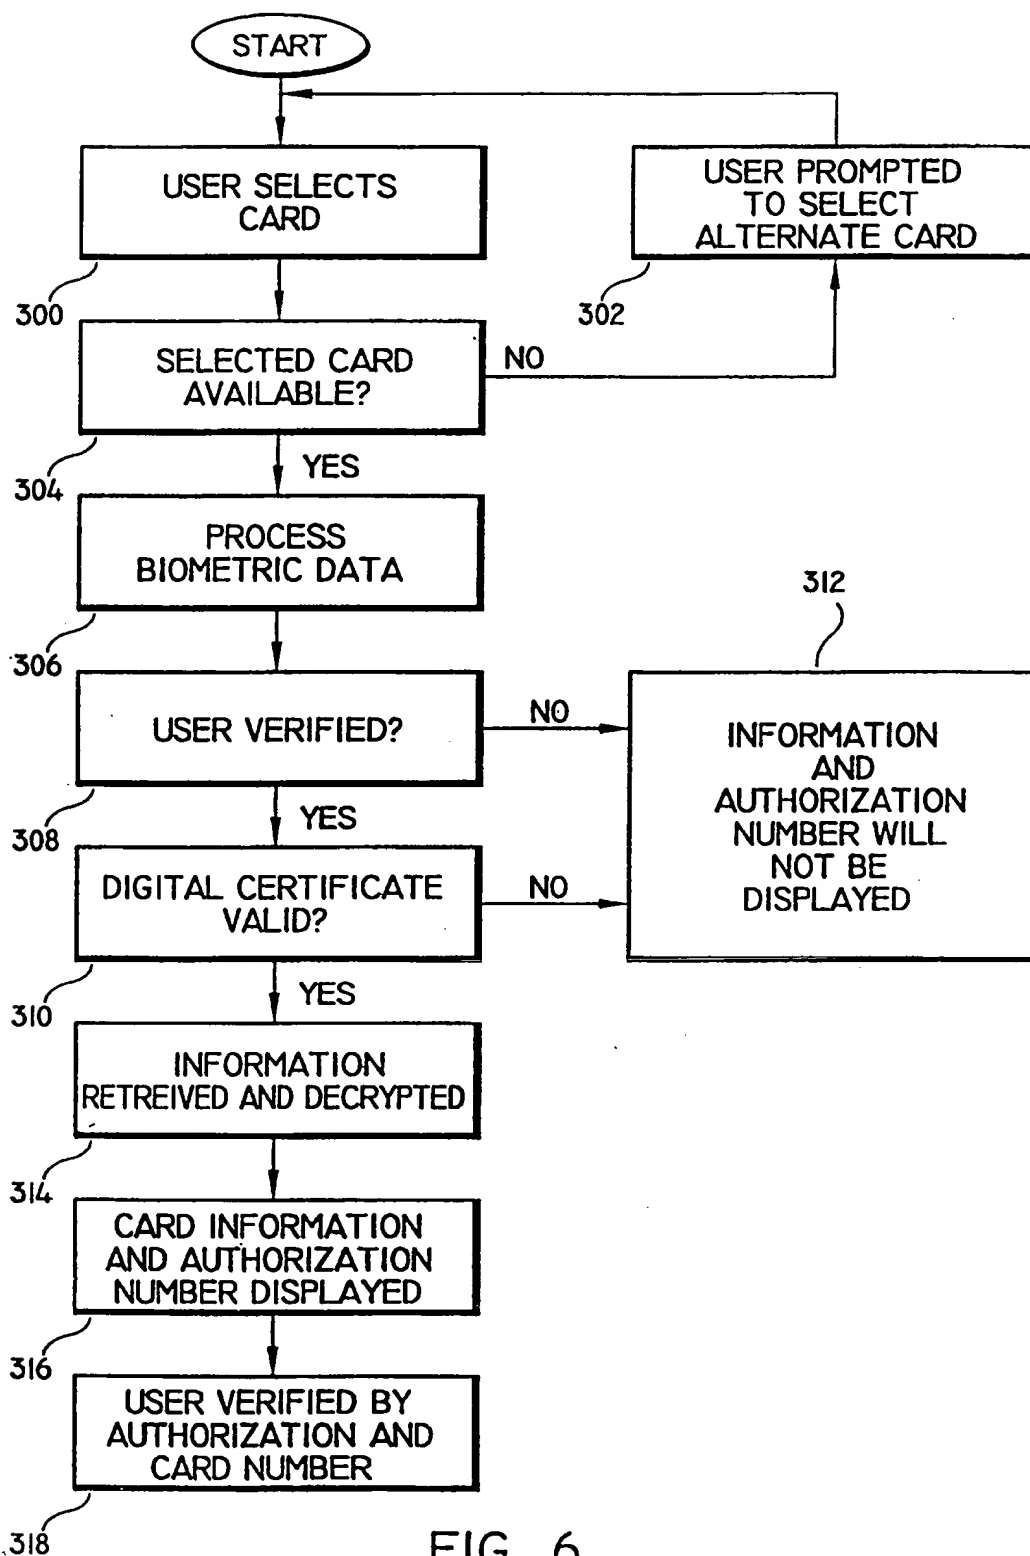 START
USER SELECTS
CARD
300
USER PROMPTED
TO SELECT
ALTERNATE CARD
302
SELECTED CARD
AVAILABLE?
NO
304
YES
PROCESS
BIOMETRIC DATA
306
312
USER VERIFIED?
NO
308
YES
INFORMATION
AND
AUTHORIZATION
NUMBER WILL
NOT BE
DISPLAYED
DIGITAL CERTIFICATE
VALID?
NO
310
YES
INFORMATION
RETREIVED AND DECRYPTED
314
CARD INFORMATION
AND AUTHORIZATION
NUMBER DISPLAYED
316
USER VERIFIED BY
AUTHORIZATION AND
CARD NUMBER
318
FIG. 6